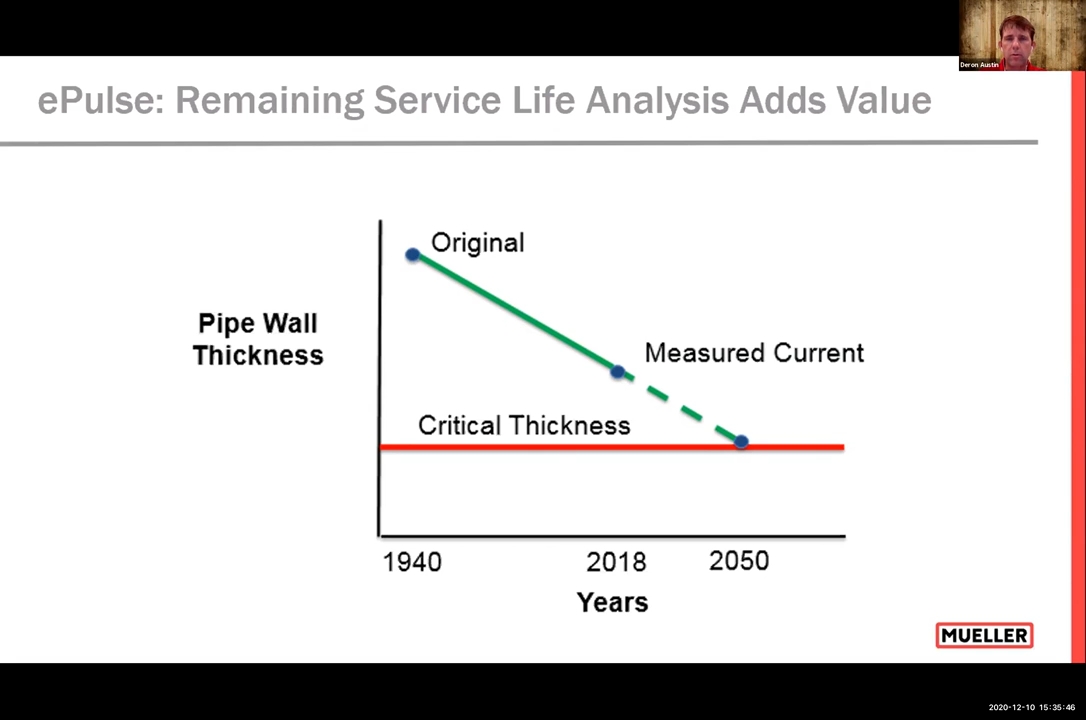 Deron Austin
ePulse: Remaining Service Life Analysis Adds Value
Original
Pipe Wall
Thickness
Measured Current
Critical Thickness
1940 2018 2050
Years
MUELLER
2020-12-10 15:35:46